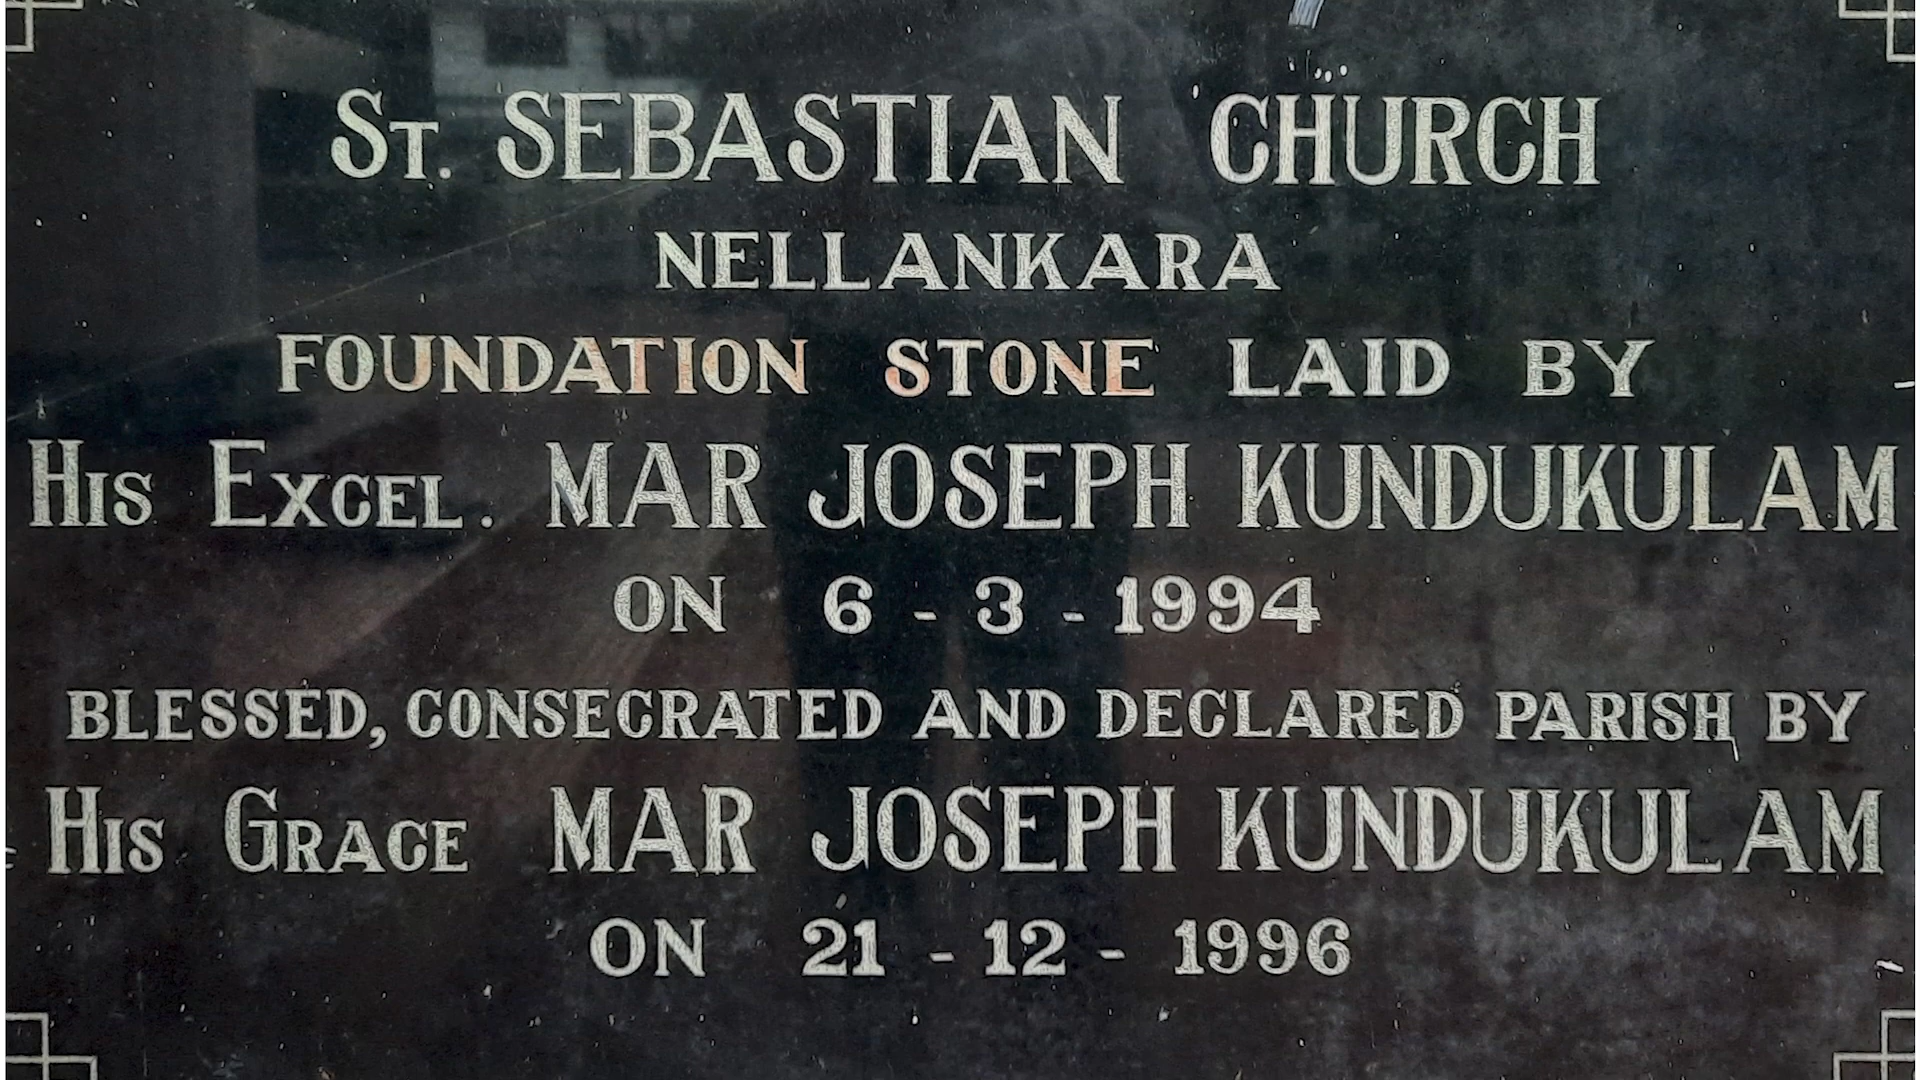 St. SEBASTIAN CHURCH
NELLANKARA
FOUNDATION STONE LAID BY
His Excel. MAR JOSEPH KUNDUKULAM
ON 6 - 3 - 1994
BLESSED, CONSECRATED AND DECLARED PARISH BY
His Grace MAR JOSEPH KUNDUKULAM
ON 21 - 12 - 1996